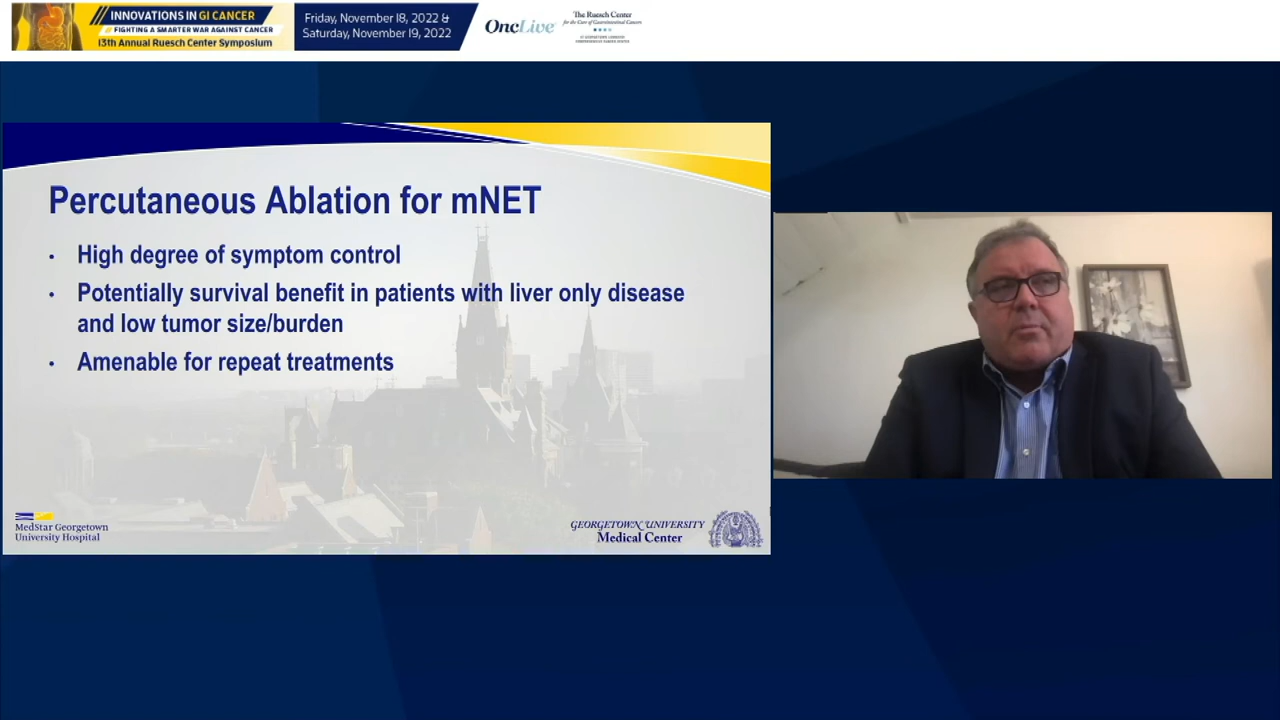 INNOVATIONS IN GI CANCER
FIGHTING A SMARTER WAR AGAINST CANCER
13th Annual Ruesch Center Symposium
Friday, November 18, 2022 &
Saturday, November 19, 2022
OncLive
The Ruesch Center
for the Cure of Gastrointestinal Cancers
Percutaneous Ablation for mNET
• High degree of symptom control
• Potentially survival benefit in patients with liver only disease
and low tumor size/burden
• Amenable for repeat treatments
MedStar Georgetown
University Hospital
GEORGETOWN UNIVERSITY
Medical Center